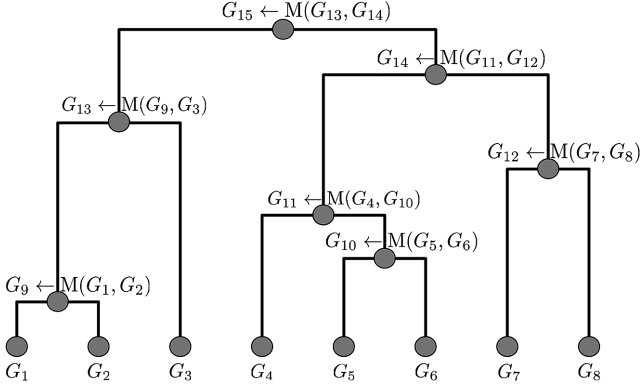 G₁₅ ← M(G₁₃, G₁₄)
G₁₄ ← M(G₁₁, G₁₂)
G₁₃ ← M(G₉, G₃)
G₁₂ ← M(G₇, G₈)
G₁₁ ← M(G₄, G₁₀)
G₁₀ ← M(G₅, G₆)
G₉ ← M(G₁, G₂)
G₁ G₂ G₃ G₄ G₅ G₆ G₇ G₈